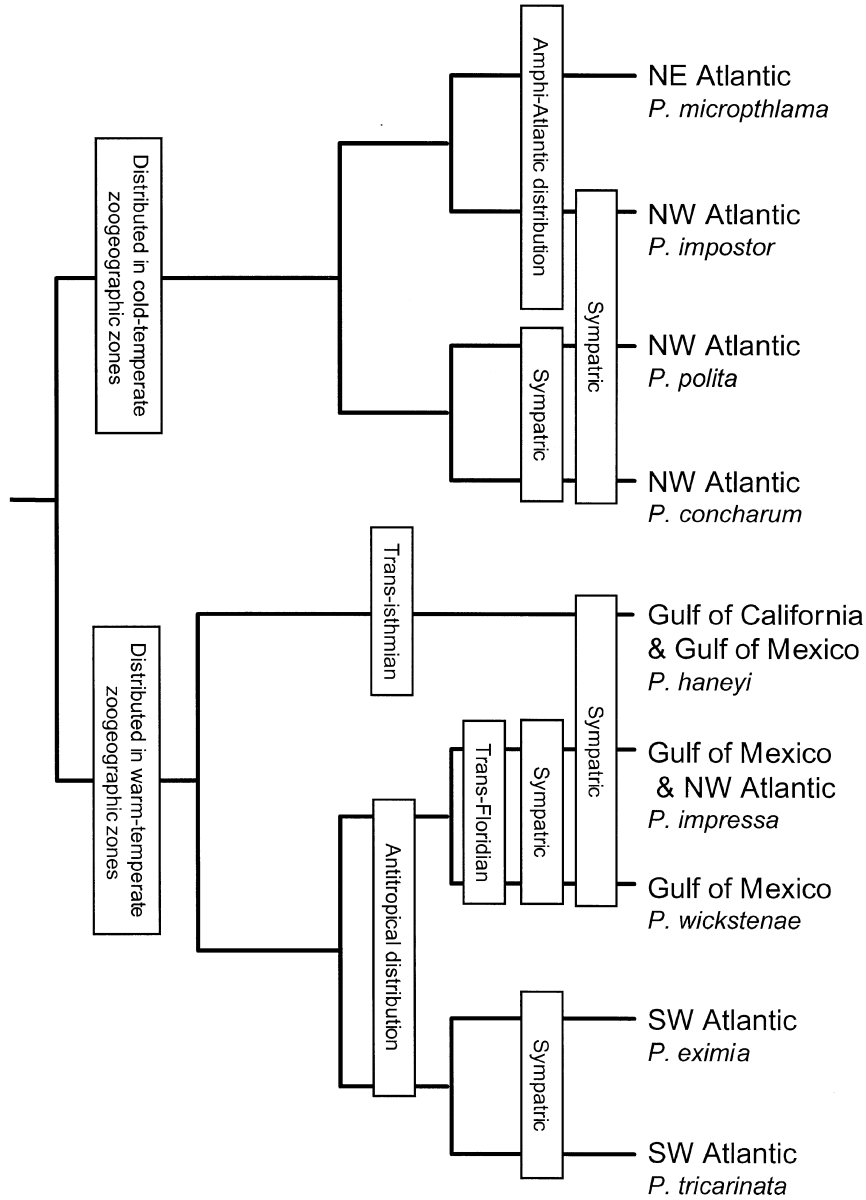 Distributed in cold-temperate
zoogeographic zones
Distributed in warm-temperate
zoogeographic zones
Trans-isthmian
Antitropical distribution
Trans-Floridian
Amphi-Atlantic distribution
Sympatric
Sympatric
Sympatric
Sympatric
Sympatric
NE Atlantic
P. micropthlama
NW Atlantic
P. impostor
NW Atlantic
P. polita
NW Atlantic
P. concharum
Gulf of California
& Gulf of Mexico
P. haneyi
Gulf of Mexico
& NW Atlantic
P. impressa
Gulf of Mexico
P. wickstenae
SW Atlantic
P. eximia
SW Atlantic
P. tricarinata